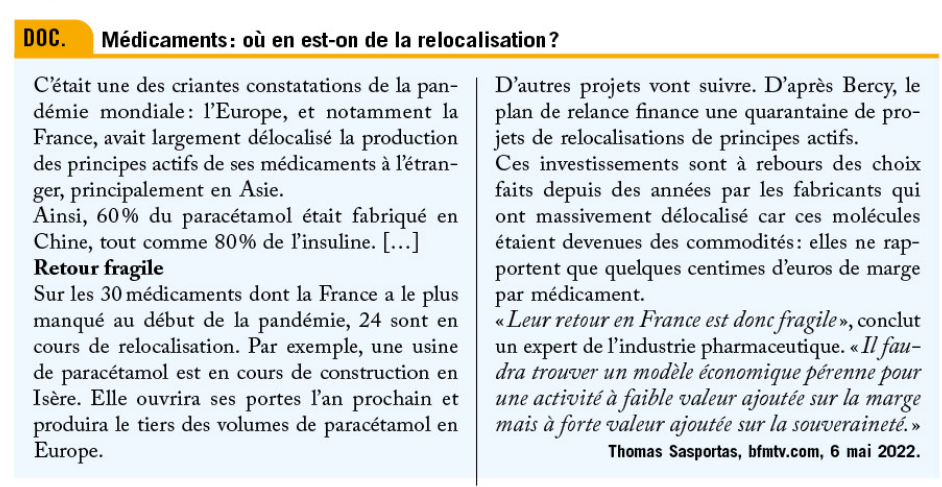 DOC. Médicaments : où en est-on de la relocalisation ?
C’était une des criantes constatations de la pan-
démie mondiale : l’Europe, et notamment la
France, avait largement délocalisé la production
des principes actifs de ses médicaments à l’étran-
ger, principalement en Asie.
Ainsi, 60 % du paracétamol était fabriqué en
Chine, tout comme 80 % de l’insuline. […]
Retour fragile
Sur les 30 médicaments dont la France a le plus
manqué au début de la pandémie, 24 sont en
cours de relocalisation. Par exemple, une usine
de paracétamol est en cours de construction en
Isère. Elle ouvrira ses portes l’an prochain et
produira le tiers des volumes de paracétamol en
Europe.
D’autres projets vont suivre. D’après Bercy, le
plan de relance finance une quarantaine de pro-
jets de relocalisations de principes actifs.
Ces investissements sont à rebours des choix
faits depuis des années par les fabricants qui
ont massivement délocalisé car ces molécules
étaient devenues des commodités : elles ne rap-
portent que quelques centimes d’euros de marge
par médicament.
« Leur retour en France est donc fragile », conclut
un expert de l’industrie pharmaceutique. « Il fau-
dra trouver un modèle économique pérenne pour
une activité à faible valeur ajoutée sur la marge
mais à forte valeur ajoutée sur la souveraineté. »
Thomas Sasportas, bfmtv.com, 6 mai 2022.